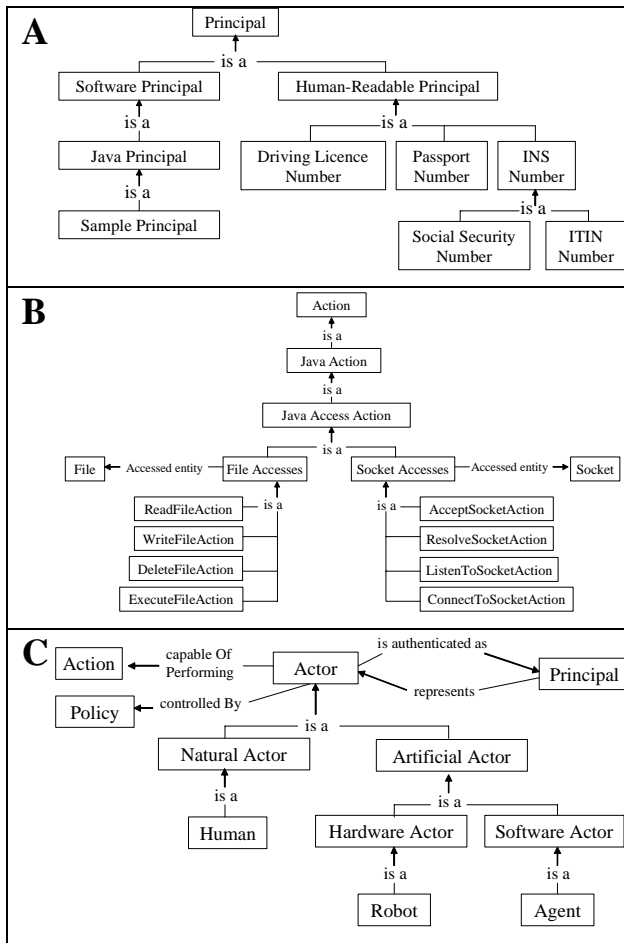 A
Principal
is a
Software Principal
Human-Readable Principal
is a
is a
Java Principal
Driving Licence
Number
Passport
Number
INS
Number
is a
is a
Sample Principal
Social Security
Number
ITIN
Number
B
Action
is a
Java Action
is a
Java Access Action
is a
File
Accessed entity
File Accesses
Socket Accesses
Accessed entity
Socket
is a
is a
ReadFileAction
WriteFileAction
DeleteFileAction
ExecuteFileAction
AcceptSocketAction
ResolveSocketAction
ListenToSocketAction
ConnectToSocketAction
C
Action
capable Of
Performing
Actor
is authenticated as
Principal
represents
Policy
controlled By
is a
Natural Actor
Artificial Actor
is a
is a
Human
Hardware Actor
Software Actor
is a
is a
Robot
Agent